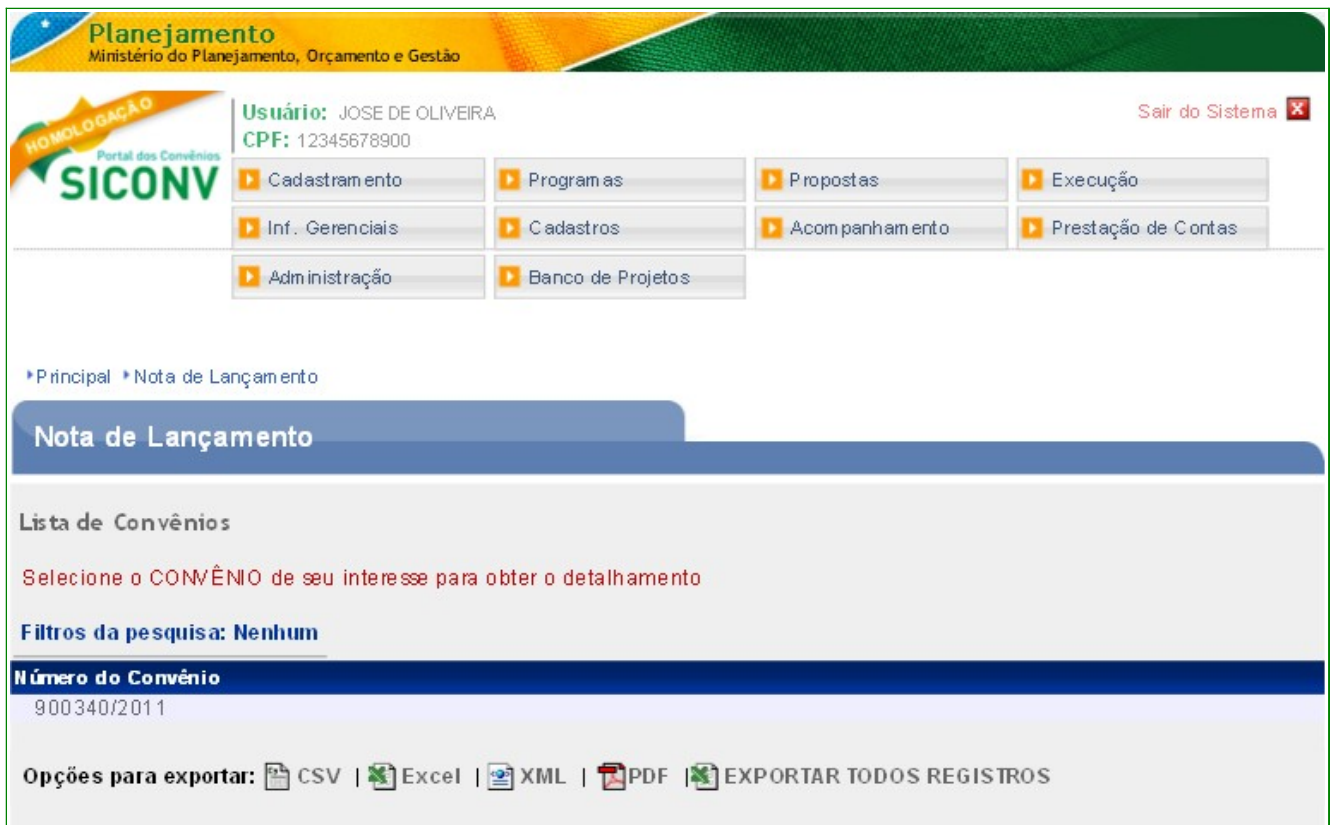 Planejamento
Ministério do Planejamento, Orçamento e Gestão
HOMOLOGAÇÃO
Portal dos Convênios
SICONV
Usuário: JOSE DE OLIVEIRA
Sair do Sistema
CPF: 12345678900
Cadastramento Programas Propostas Execução
Inf. Gerenciais Cadastros Acompanhamento Prestação de Contas
Administração Banco de Projetos
Principal Nota de Lançamento
Nota de Lançamento
Lista de Convênios
Selecione o CONVÊNIO de seu interesse para obter o detalhamento
Filtros da pesquisa: Nenhum
Número do Convênio
900340/2011
Opções para exportar: CSV | Excel | XML | PDF | EXPORTAR TODOS REGISTROS